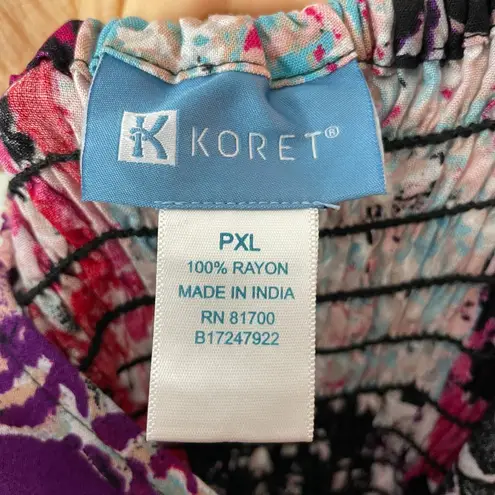 K KORET®
PXL
100% RAYON
MADE IN INDIA
RN 81700
B17247922